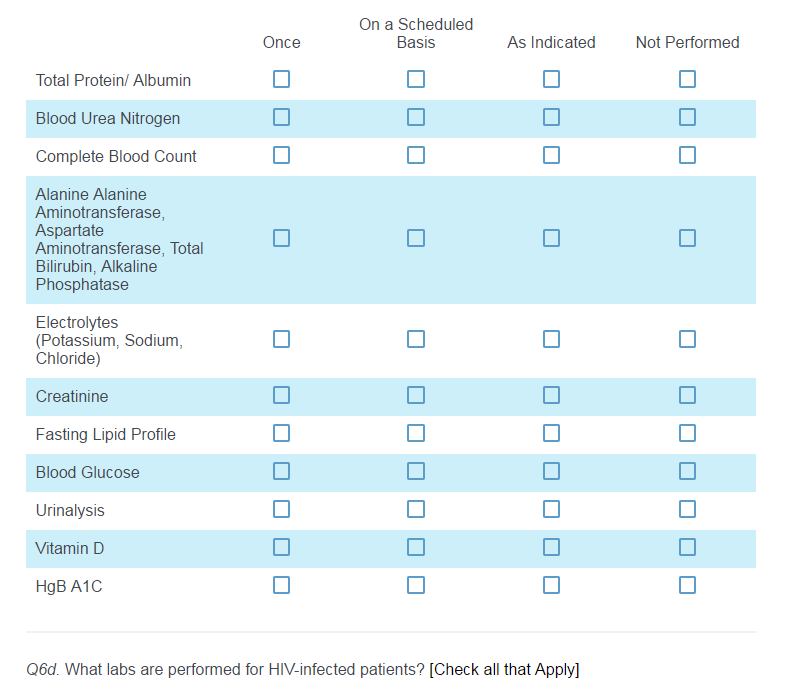 On a Scheduled
Once Basis As Indicated Not Performed
Total Protein/ Albumin
Blood Urea Nitrogen
Complete Blood Count
Alanine Alanine
Aminotransferase,
Aspartate
Aminotransferase, Total
Bilirubin, Alkaline
Phosphatase
Electrolytes
(Potassium, Sodium,
Chloride)
Creatinine
Fasting Lipid Profile
Blood Glucose
Urinalysis
Vitamin D
HgB A1C
Q6d. What labs are performed for HIV-infected patients? [Check all that Apply]